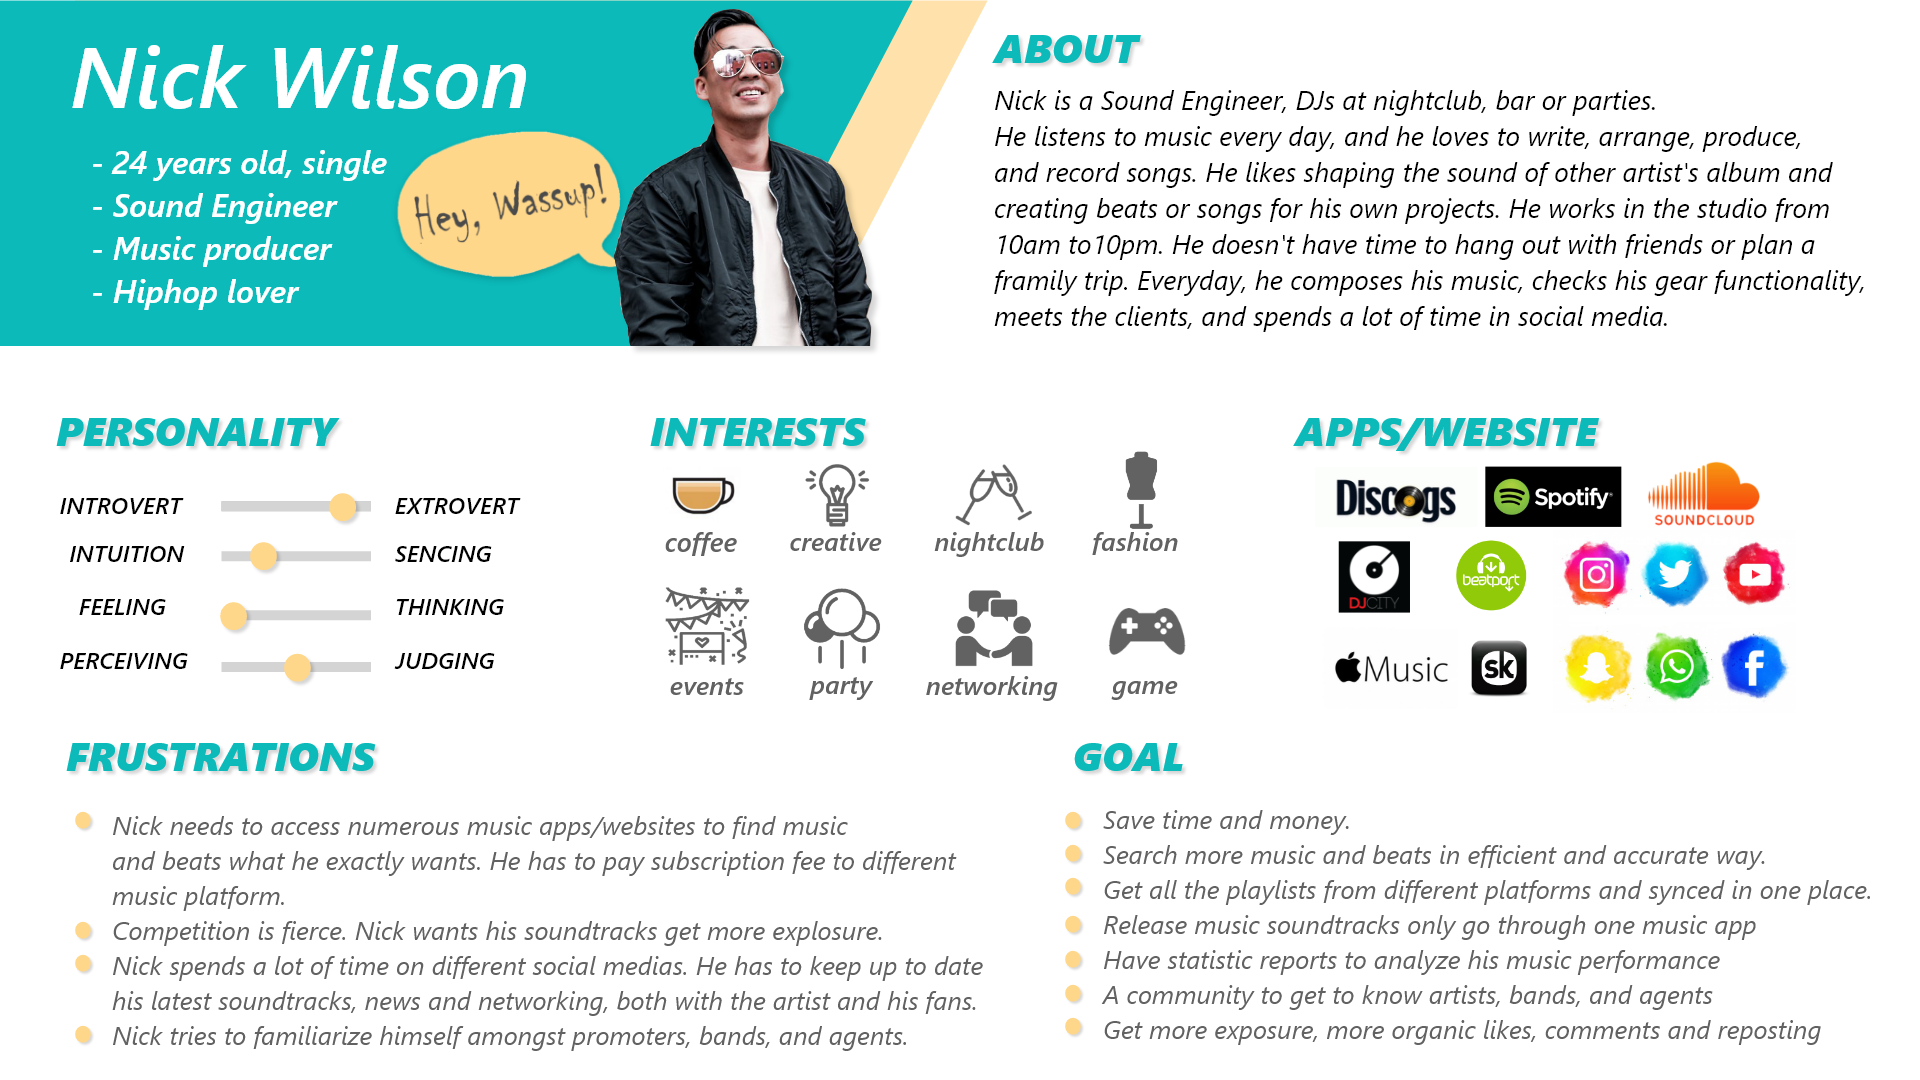 Nick Wilson
- 24 years old, single
- Sound Engineer
- Music producer
- Hiphop lover
Hey, Wassup!
ABOUT
Nick is a Sound Engineer, DJs at nightclub, bar or parties.
He listens to music every day, and he loves to write, arrange, produce,
and record songs. He likes shaping the sound of other artist's album and
creating beats or songs for his own projects. He works in the studio from
10am to10pm. He doesn't have time to hang out with friends or plan a
framily trip. Everyday, he composes his music, checks his gear functionality,
meets the clients, and spends a lot of time in social media.
PERSONALITY
INTROVERT EXTROVERT
INTUITION SENCING
FEELING THINKING
PERCEIVING JUDGING
INTERESTS
coffee creative nightclub fashion
events party networking game
APPS/WEBSITE
Discogs Spotify SOUNDCLOUD
DJCITY beatport
Music sk f
FRUSTRATIONS
Nick needs to access numerous music apps/websites to find music
and beats what he exactly wants. He has to pay subscription fee to different
music platform.
Competition is fierce. Nick wants his soundtracks get more explosure.
Nick spends a lot of time on different social medias. He has to keep up to date
his latest soundtracks, news and networking, both with the artist and his fans.
Nick tries to familiarize himself amongst promoters, bands, and agents.
GOAL
Save time and money.
Search more music and beats in efficient and accurate way.
Get all the playlists from different platforms and synced in one place.
Release music soundtracks only go through one music app
Have statistic reports to analyze his music performance
A community to get to know artists, bands, and agents
Get more exposure, more organic likes, comments and reposting